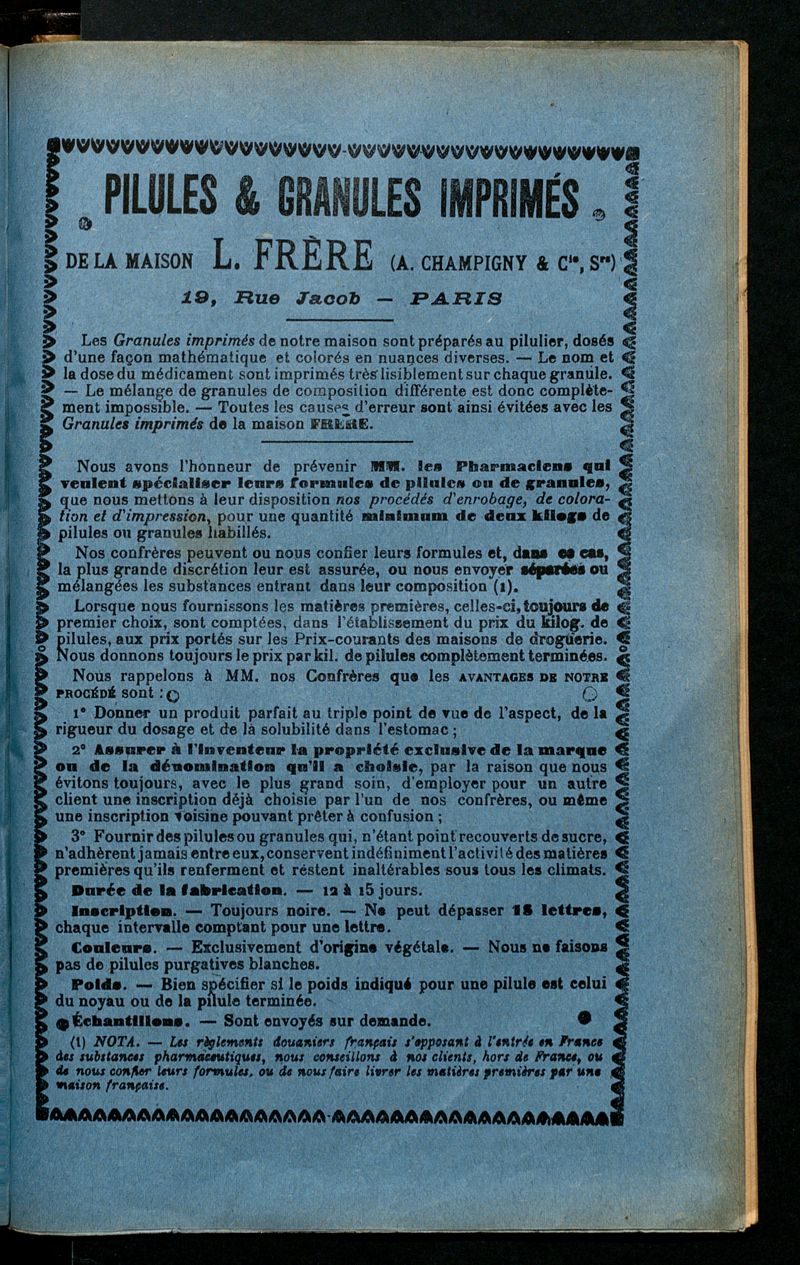 PILULES & GRANULES IMPRIMÉS
DE LA MAISON L. FRÈRE (A. CHAMPIGNY & Cie, Srs)
19, Rue Jacob — PARIS
Les Granules imprimés de notre maison sont préparés au pilulier, dosés
d'une façon mathématique et colorés en nuances diverses. — Le nom et
la dose du médicament sont imprimés très lisiblement sur chaque granule.
— Le mélange de granules de composition différente est donc complète-
ment impossible. — Toutes les causes d'erreur sont ainsi évitées avec les
Granules imprimés de la maison FRÈRE.
Nous avons l'honneur de prévenir MM. les Pharmaciens qui
veulent spécialiser leurs formules de pilules ou de granules,
que nous mettons à leur disposition nos procédés d'enrobage, de colora-
tion et d'impression, pour une quantité minimum de deux kilogs de
pilules ou granules habillés.
Nos confrères peuvent ou nous confier leurs formules et, dans ce cas,
la plus grande discrétion leur est assurée, ou nous envoyer séparées ou
mélangées les substances entrant dans leur composition (1).
Lorsque nous fournissons les matières premières, celles-ci, toujours de
premier choix, sont comptées, dans l'établissement du prix du kilog. de
pilules, aux prix portés sur les Prix-courants des maisons de droguerie.
Nous donnons toujours le prix par kil. de pilules complètement terminées.
Nous rappelons à MM. nos Confrères que les AVANTAGES DE NOTRE
PROCÉDÉ sont :
1° Donner un produit parfait au triple point de vue de l'aspect, de la
rigueur du dosage et de la solubilité dans l'estomac ;
2° Assurer à l'inventeur la propriété exclusive de la marque
ou de la dénomination qu'il a choisie, par la raison que nous
évitons toujours, avec le plus grand soin, d'employer pour un autre
client une inscription déjà choisie par l'un de nos confrères, ou même
une inscription voisine pouvant prêter à confusion ;
3° Fournir des pilules ou granules qui, n'étant point recouverts de sucre,
n'adhèrent jamais entre eux, conservent indéfiniment l'activité des matières
premières qu'ils renferment et restent inaltérables sous tous les climats.
Durée de la fabrication. — 12 à 15 jours.
Inscription. — Toujours noire. — Ne peut dépasser 18 lettres,
chaque intervalle comptant pour une lettre.
Couleurs. — Exclusivement d'origine végétale. — Nous ne faisons
pas de pilules purgatives blanches.
Poids. — Bien spécifier si le poids indiqué pour une pilule est celui
du noyau ou de la pilule terminée.
Échantillons. — Sont envoyés sur demande.
(1) NOTA. — Les règlements douaniers français s'opposant à l'entrée en France
des substances pharmaceutiques, nous conseillons à nos clients, hors de France, ou
de nous confier leurs formules, ou de nous faire livrer les matières premières par une
maison française.